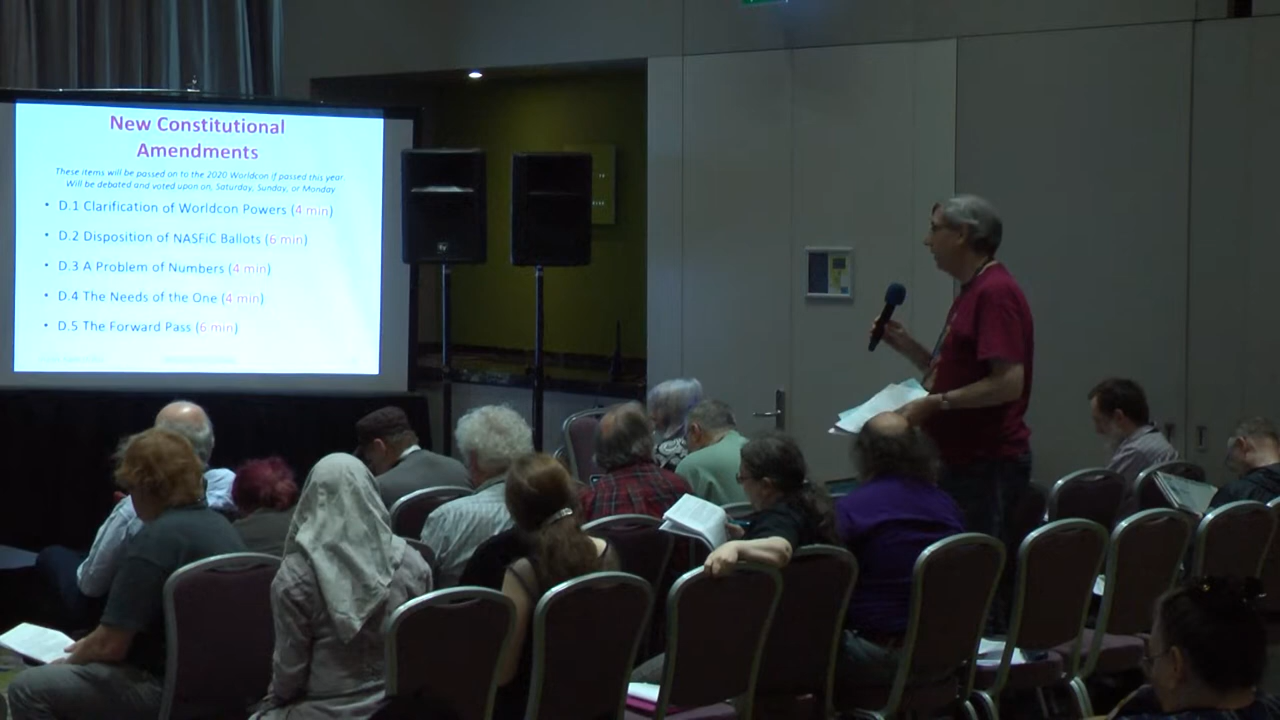 New Constitutional
Amendments
These items will be passed on to the 2020 Worldcon if passed this year.
Will be debated and voted upon on, Saturday, Sunday, or Monday
• D.1 Clarification of Worldcon Powers (4 min)
• D.2 Disposition of NASFiC Ballots (6 min)
• D.3 A Problem of Numbers (4 min)
• D.4 The Needs of the One (4 min)
• D.5 The Forward Pass (6 min)